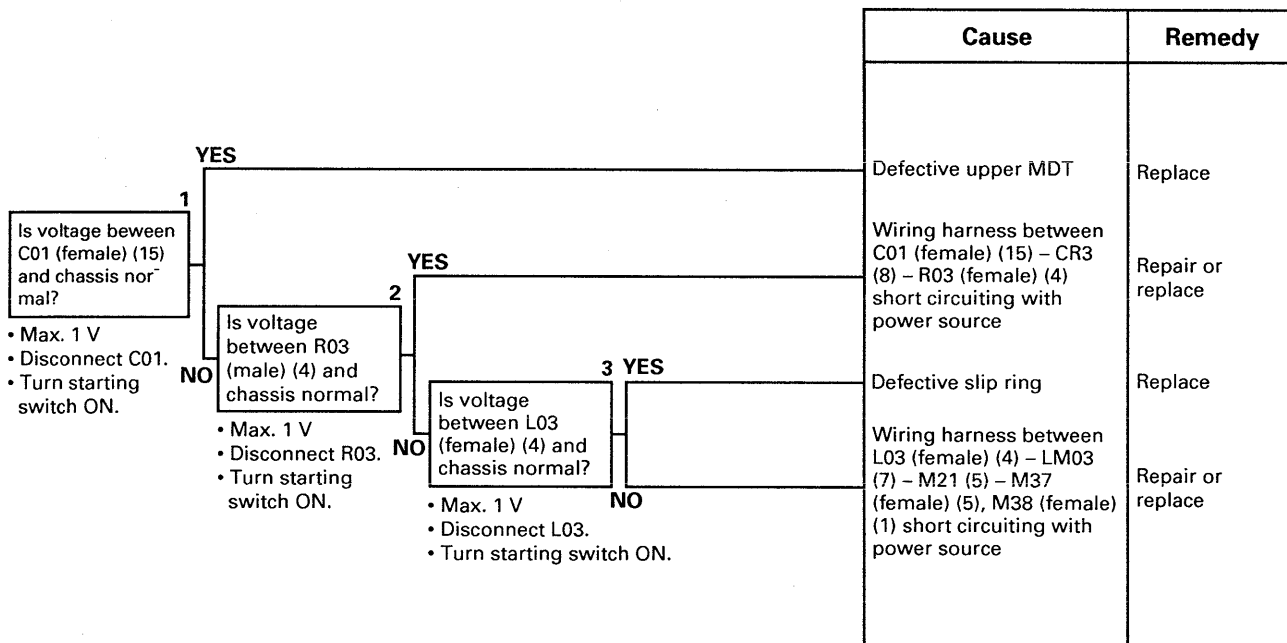 Cause
Remedy
YES
Defective upper MDT
Replace
1
Is voltage beween
C01 (female) (15)
and chassis nor-
mal?
• Max. 1 V
• Disconnect C01.
• Turn starting
switch ON.
NO
YES
Wiring harness between
C01 (female) (15) – CR3
(8) – R03 (female) (4)
short circuiting with
power source
Repair or
replace
2
Is voltage
between R03
(male) (4) and
chassis normal?
• Max. 1 V
• Disconnect R03.
• Turn starting
switch ON.
NO
3 YES
Defective slip ring
Replace
Is voltage
between L03
(female) (4) and
chassis normal?
• Max. 1 V
• Disconnect L03.
• Turn starting switch ON.
NO
Wiring harness between
L03 (female) (4) – LM03
(7) – M21 (5) – M37
(female) (5), M38 (female)
(1) short circuiting with
power source
Repair or
replace